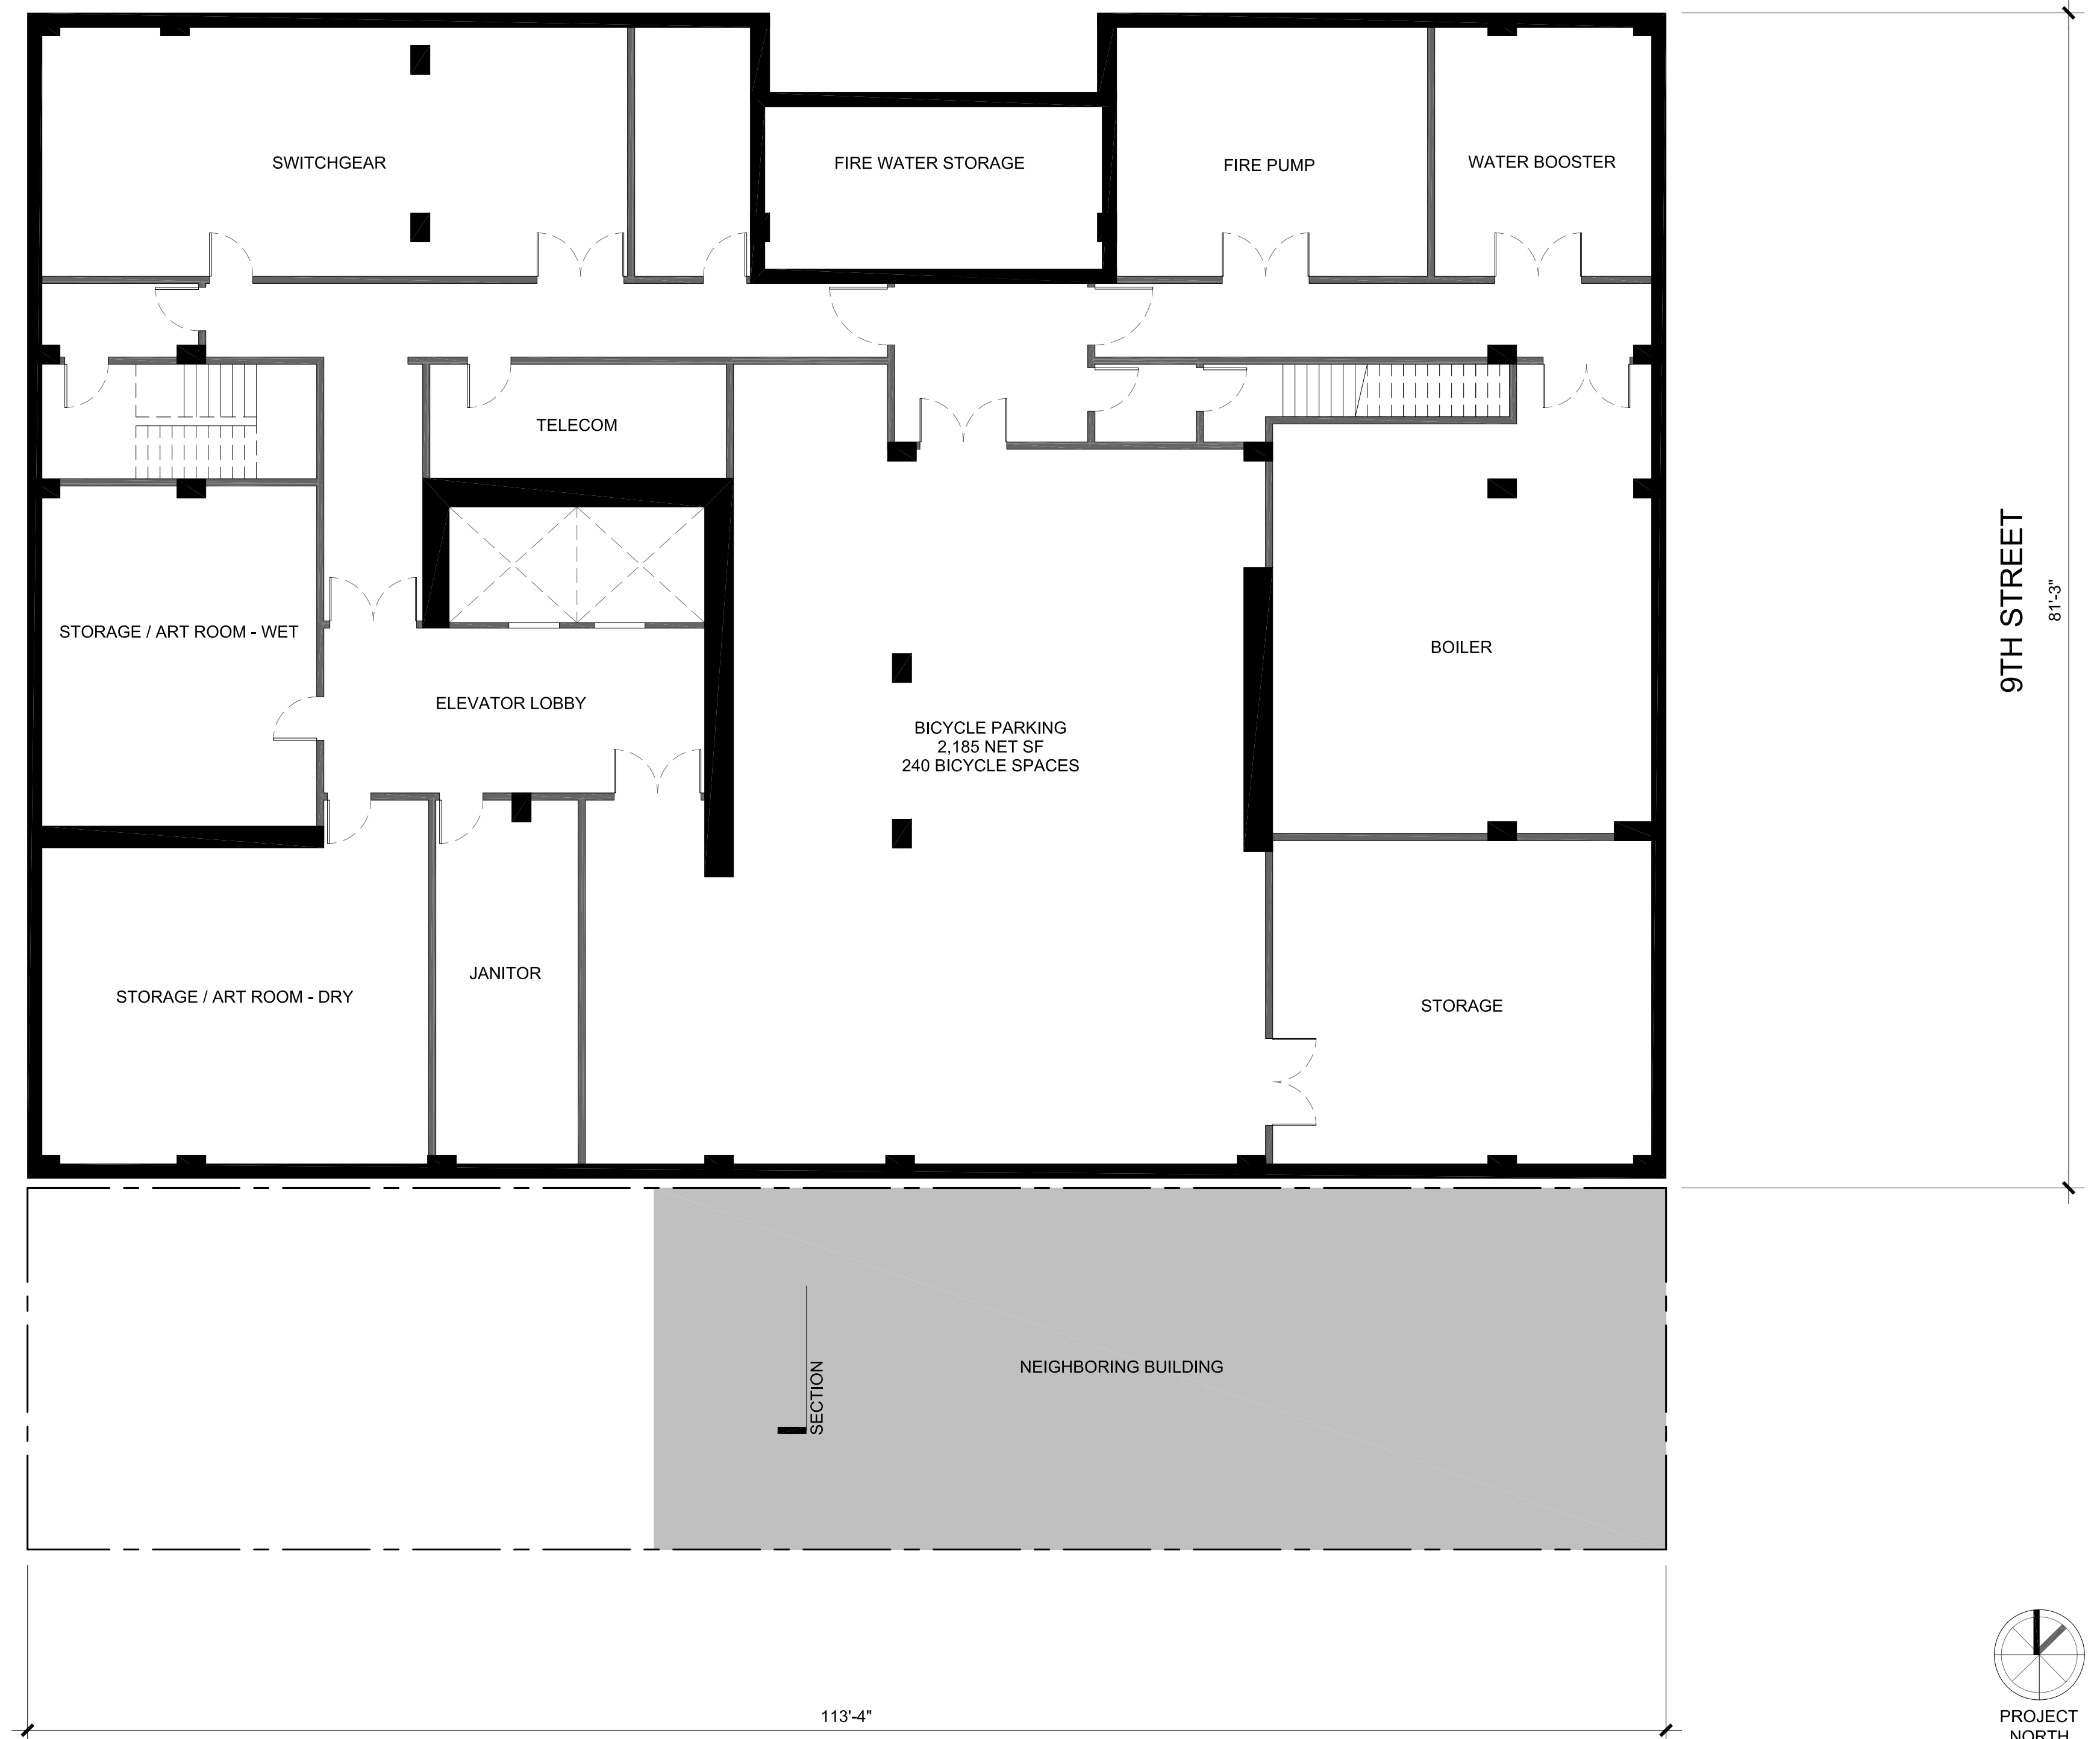 SWITCHGEAR
FIRE WATER STORAGE
FIRE PUMP
WATER BOOSTER
TELECOM
STORAGE / ART ROOM - WET
ELEVATOR LOBBY
BICYCLE PARKING
2,185 NET SF
240 BICYCLE SPACES
BOILER
9TH STREET
81'-3"
STORAGE / ART ROOM - DRY
JANITOR
STORAGE
SECTION
NEIGHBORING BUILDING
113'-4"
PROJECT
NORTH